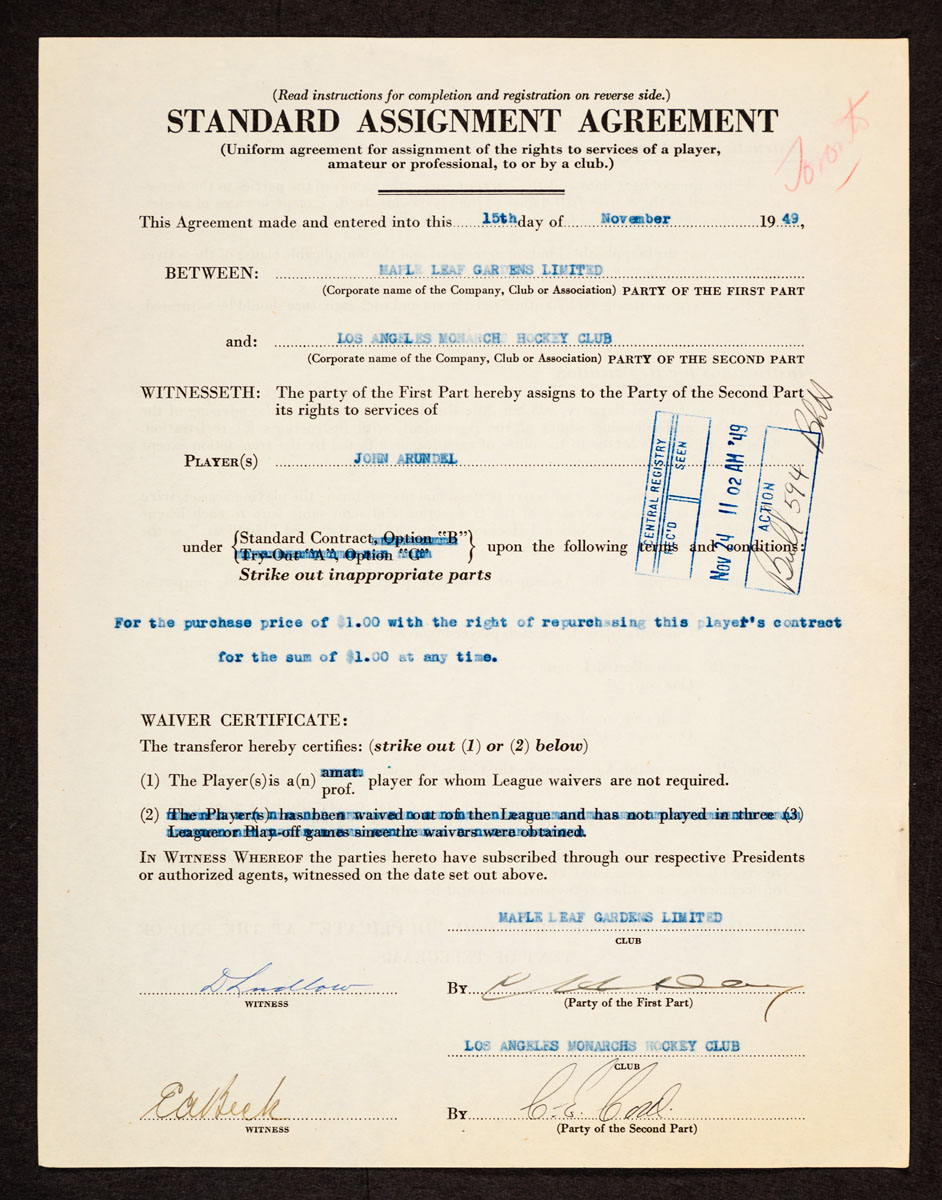 (Read instructions for completion and registration on reverse side.)
STANDARD ASSIGNMENT AGREEMENT
(Uniform agreement for assignment of the rights to services of a player,
amateur or professional, to or by a club.)
Toronto
This Agreement made and entered into this 15th day of November 1949,
BETWEEN: MAPLE LEAF GARDENS LIMITED
(Corporate name of the Company, Club or Association) PARTY OF THE FIRST PART
and: LOS ANGELES MONARCHS HOCKEY CLUB
(Corporate name of the Company, Club or Association) PARTY OF THE SECOND PART
WITNESSETH: The party of the First Part hereby assigns to the Party of the Second Part
its rights to services of
PLAYER(S) JOHN ARUNDEL
CENTRAL REGISTRY
REC'D SEEN
Nov 24 11 02 AM '49
ACTION
Bull 594
under {Standard Contract, Option "B"} upon the following terms and conditions:
{Try-Out "A", Option "C"}
Strike out inappropriate parts
For the purchase price of $1.00 with the right of repurchasing this player's contract
for the sum of $1.00 at any time.
WAIVER CERTIFICATE:
The transferor hereby certifies: (strike out (1) or (2) below)
(1) The Player(s) is a(n) amat. prof. player for whom League waivers are not required.
(2) The Player(s) has been waived out of the League and has not played in three (3)
League or Play-off games since the waivers were obtained.
IN WITNESS WHEREOF the parties hereto have subscribed through our respective Presidents
or authorized agents, witnessed on the date set out above.
MAPLE LEAF GARDENS LIMITED
CLUB
D Ludlow
WITNESS
BY
(Party of the First Part)
LOS ANGELES MONARCHS HOCKEY CLUB
CLUB
BY C. E.
(Party of the Second Part)
WITNESS